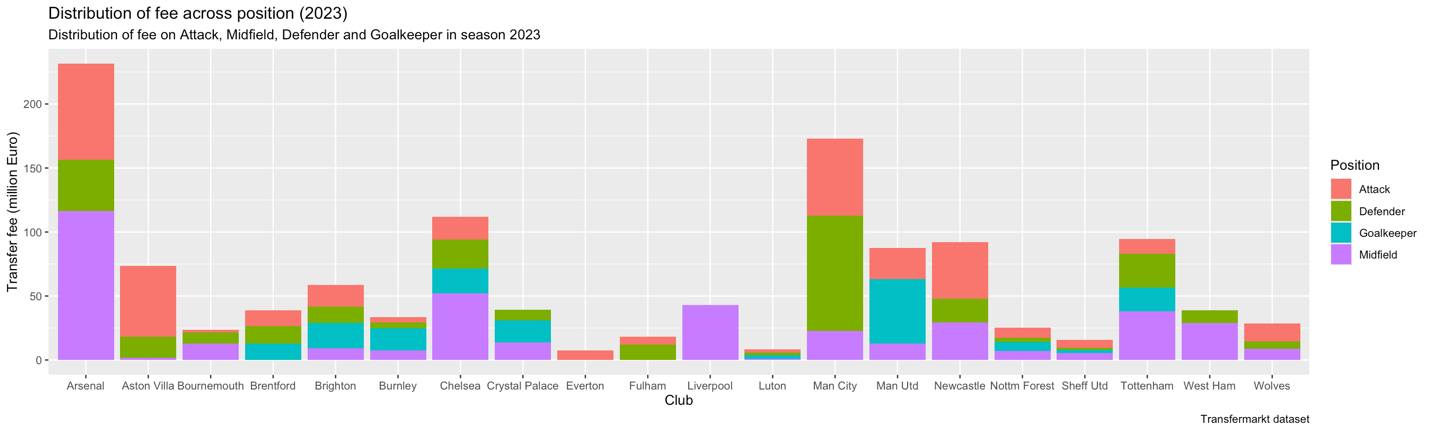 Distribution of fee across position (2023)
Distribution of fee on Attack, Midfield, Defender and Goalkeeper in season 2023
Transfer fee (million Euro)
200
150
100
50
0
Arsenal Aston Villa Bournemouth Brentford Brighton Burnley Chelsea Crystal Palace Everton Fulham Liverpool Luton Man City Man Utd Newcastle Nottm Forest Sheff Utd Tottenham West Ham Wolves
Club
Position
Attack
Defender
Goalkeeper
Midfield
Transfermarkt dataset